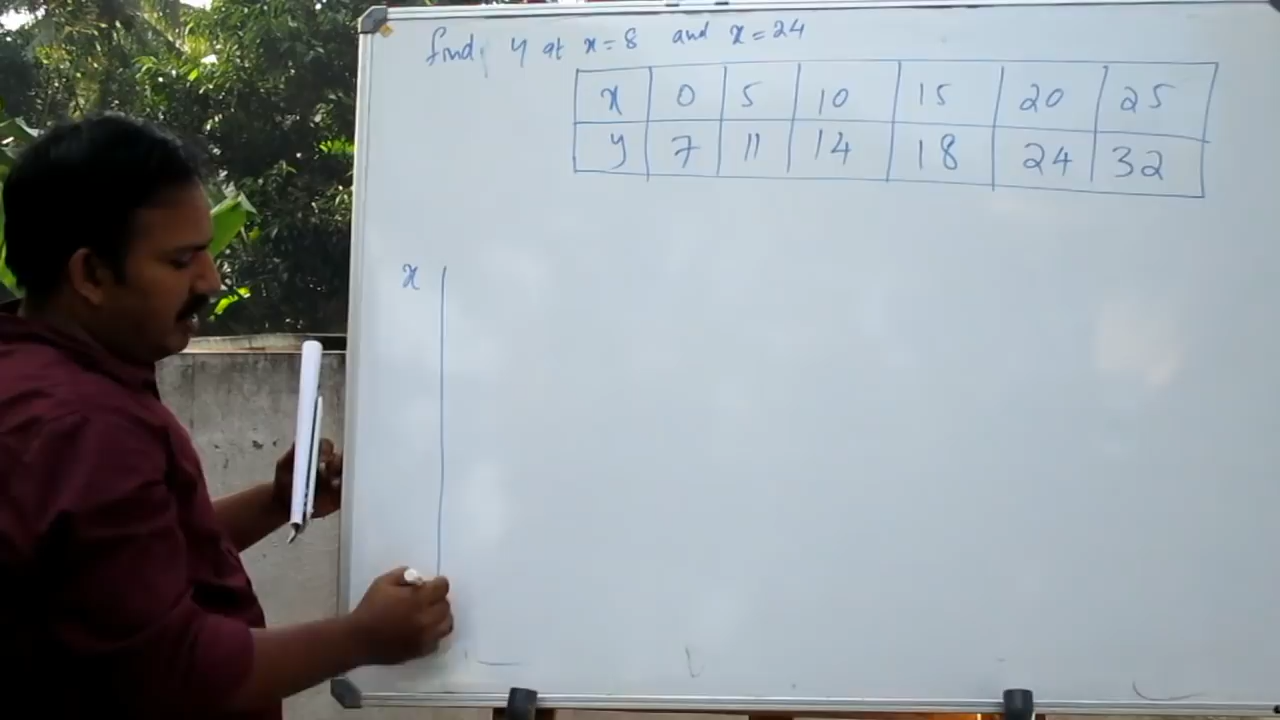 find y at x = 8 and x = 24
x 0 5 10 15 20 25
y 7 11 14 18 24 32
x